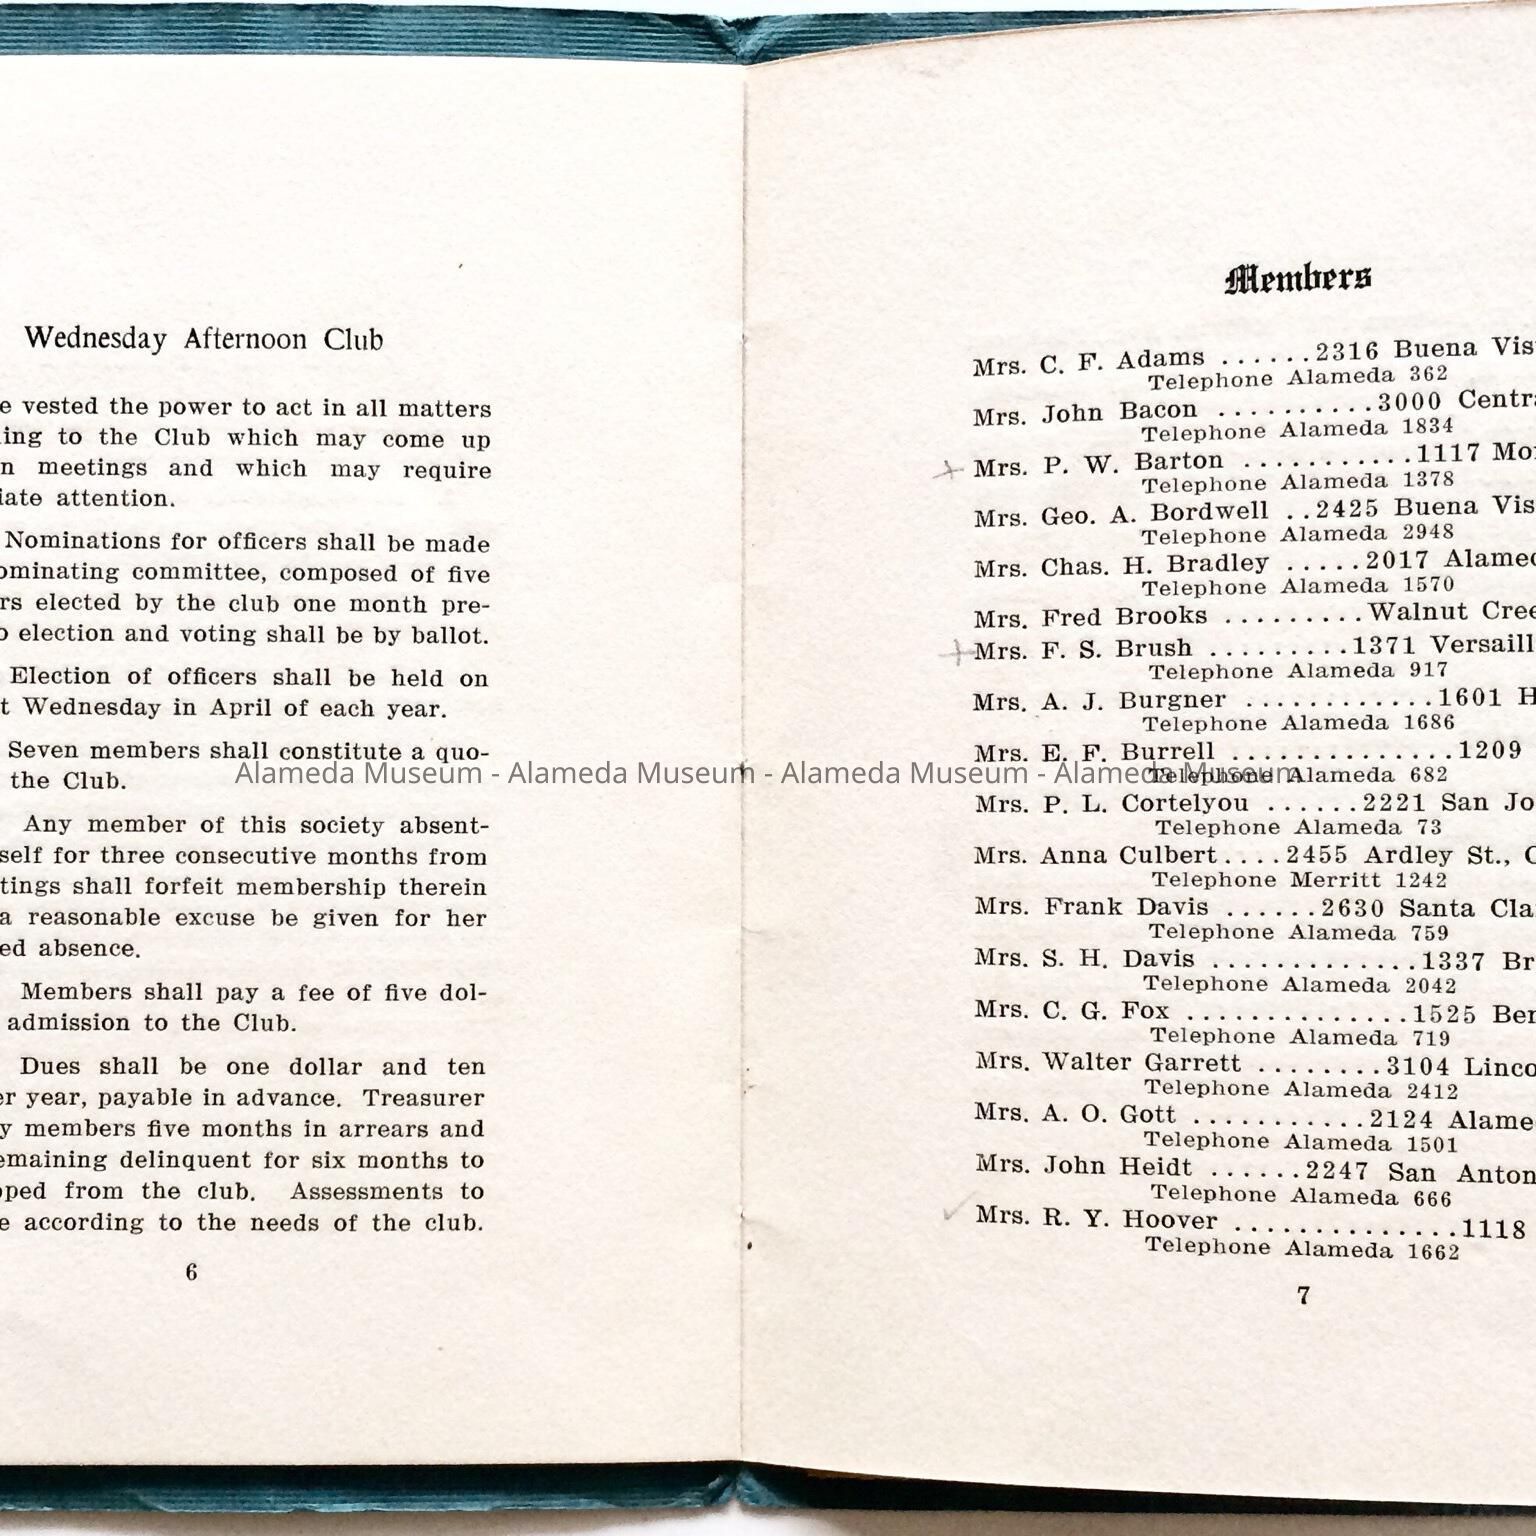 Wednesday Afternoon Club
e vested the power to act in all matters
ing to the Club which may come up
n meetings and which may require
iate attention.
Nominations for officers shall be made
ominating committee, composed of five
rs elected by the club one month pre-
o election and voting shall be by ballot.
Election of officers shall be held on
t Wednesday in April of each year.
Seven members shall constitute a quo-
the Club.
Any member of this society absent-
self for three consecutive months from
tings shall forfeit membership therein
a reasonable excuse be given for her
ed absence.
Members shall pay a fee of five dol-
admission to the Club.
Dues shall be one dollar and ten
er year, payable in advance. Treasurer
y members five months in arrears and
emaining delinquent for six months to
pped from the club. Assessments to
e according to the needs of the club.
6
Members
Mrs. C. F. Adams ......2316 Buena Vis
Telephone Alameda 362
Mrs. John Bacon ..........3000 Centra
Telephone Alameda 1834
Mrs. P. W. Barton ...........1117 Mor
Telephone Alameda 1378
Mrs. Geo. A. Bordwell ..2425 Buena Vis
Telephone Alameda 2948
Mrs. Chas. H. Bradley .....2017 Alamed
Telephone Alameda 1570
Mrs. Fred Brooks .........Walnut Cree
Mrs. F. S. Brush .........1371 Versaill
Telephone Alameda 917
Mrs. A. J. Burgner ............1601 H
Telephone Alameda 1686
Mrs. E. F. Burrell ..............1209
Telephone Alameda 682
Mrs. P. L. Cortelyou ......2221 San Jo
Telephone Alameda 73
Mrs. Anna Culbert....2455 Ardley St., O
Telephone Merritt 1242
Mrs. Frank Davis ......2630 Santa Cla
Telephone Alameda 759
Mrs. S. H. Davis .............1337 Br
Telephone Alameda 2042
Mrs. C. G. Fox ..............1525 Ben
Telephone Alameda 719
Mrs. Walter Garrett ........3104 Linco
Telephone Alameda 2412
Mrs. A. O. Gott ...........2124 Alame
Telephone Alameda 1501
Mrs. John Heidt ......2247 San Anton
Telephone Alameda 666
Mrs. R. Y. Hoover ...............1118
Telephone Alameda 1662
7
Alameda Museum - Alameda Museum - Alameda Museum - Alameda Museum